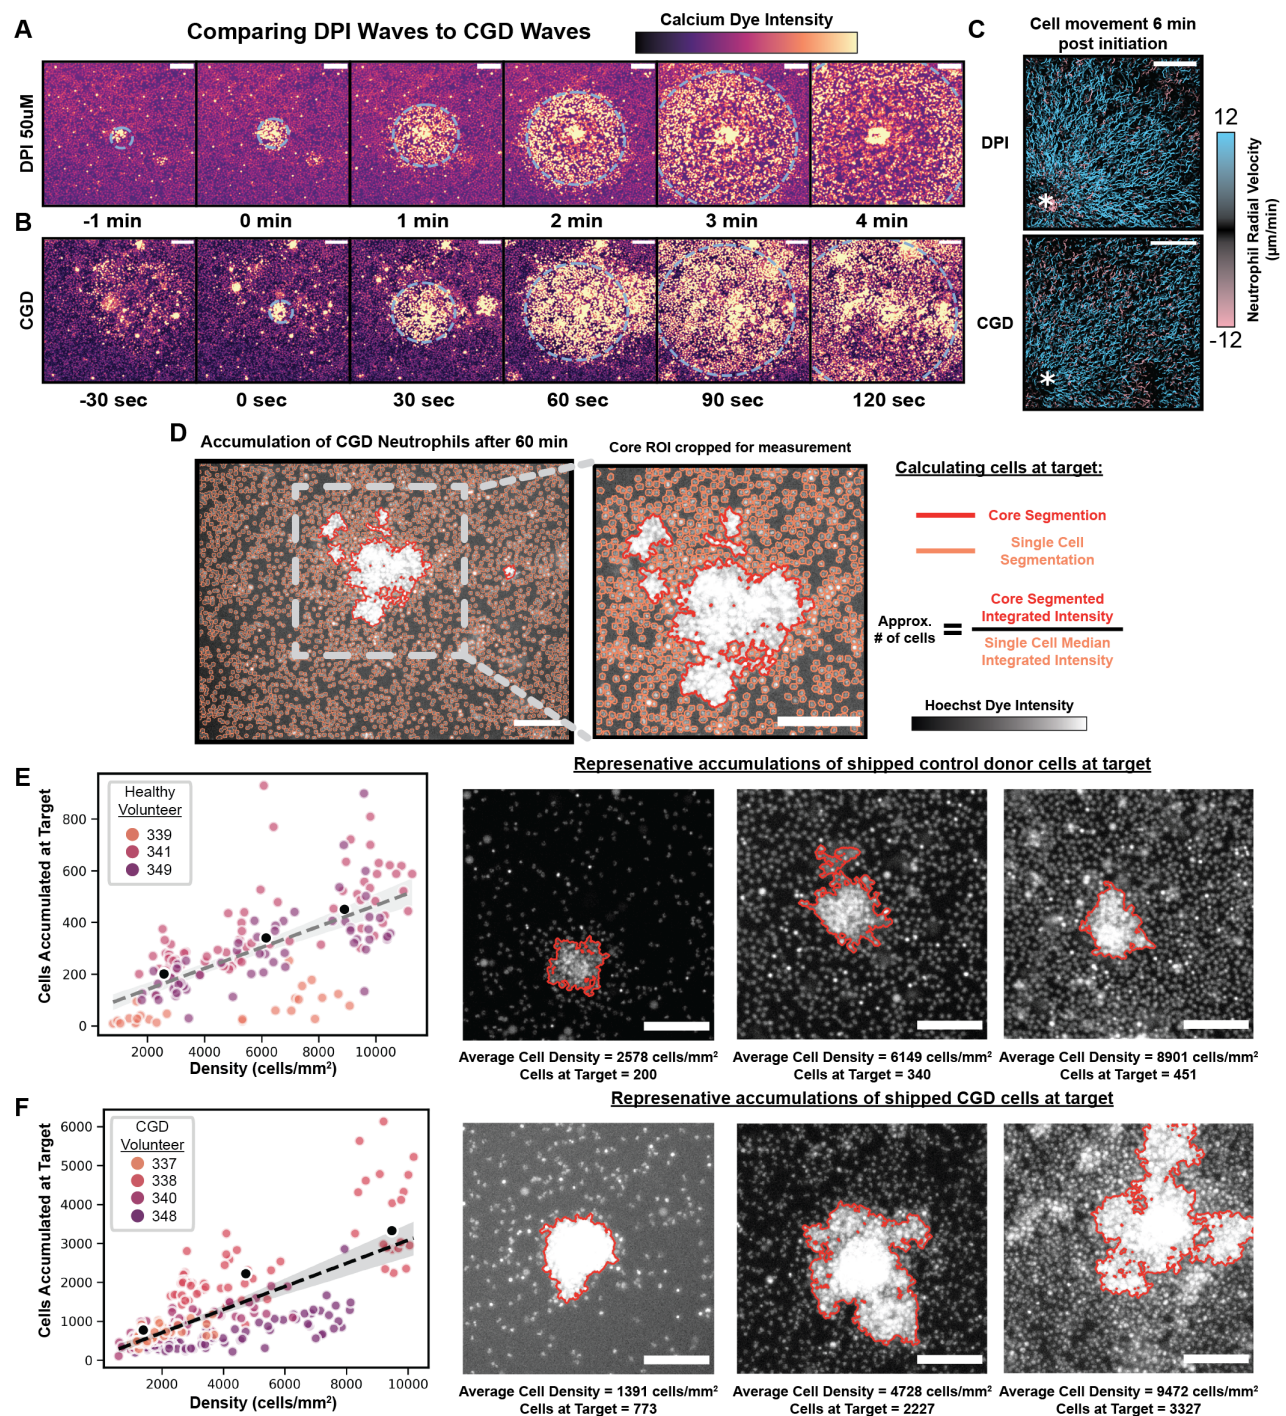 A
Comparing DPI Waves to CGD Waves
Calcium Dye Intensity
DPI 50uM
-1 min
0 min
1 min
2 min
3 min
4 min
B
CGD
-30 sec
0 sec
30 sec
60 sec
90 sec
120 sec
C
Cell movement 6 min
post initiation
DPI
*
CGD
*
12
Neutrophil Radial Velocity
(µm/min)
-12
D
Accumulation of CGD Neutrophils after 60 min
Core ROI cropped for measurement
Calculating cells at target:
Core Segmention
Single Cell
Segmentation
Approx.
# of cells
=
Core Segmented
Integrated Intensity
Single Cell Median
Integrated Intensity
Hoechst Dye Intensity
E
Cells Accumulated at Target
800
600
400
200
0
Healthy
Volunteer
339
341
349
2000
4000
6000
8000
10000
Density (cells/mm²)
Represenative accumulations of shipped control donor cells at target
Average Cell Density = 2578 cells/mm²
Cells at Target = 200
Average Cell Density = 6149 cells/mm²
Cells at Target = 340
Average Cell Density = 8901 cells/mm²
Cells at Target = 451
F
Cells Accumulated at Target
6000
5000
4000
3000
2000
1000
0
CGD
Volunteer
337
338
340
348
2000
4000
6000
8000
10000
Density (cells/mm²)
Represenative accumulations of shipped CGD cells at target
Average Cell Density = 1391 cells/mm²
Cells at Target = 773
Average Cell Density = 4728 cells/mm²
Cells at Target = 2227
Average Cell Density = 9472 cells/mm²
Cells at Target = 3327